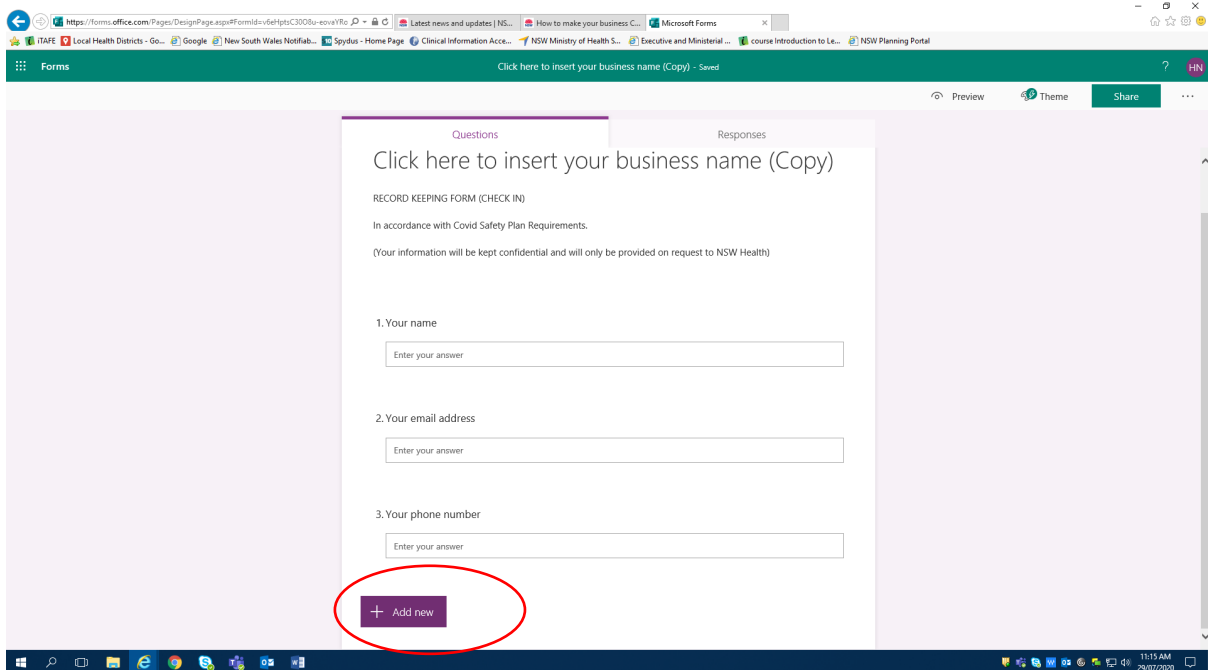 https://forms.office.com/Pages/DesignPage.aspx#FormId=v6eHptsC3008u-eovaYRo
Latest news and updates | NS...
How to make your business C...
Microsoft Forms
iTAFE
Local Health Districts - Go...
Google
New South Wales Notifiab...
Spydus - Home Page
Clinical Information Acce...
NSW Ministry of Health S...
Executive and Ministerial ...
course Introduction to Le...
NSW Planning Portal
Forms
Click here to insert your business name (Copy) - Saved
?
HN
Preview
Theme
Share
...
Questions
Responses
Click here to insert your business name (Copy)
RECORD KEEPING FORM (CHECK IN)
In accordance with Covid Safety Plan Requirements.
(Your information will be kept confidential and will only be provided on request to NSW Health)
1. Your name
Enter your answer
2. Your email address
Enter your answer
3. Your phone number
Enter your answer
+ Add new
11:15 AM
29/07/2020